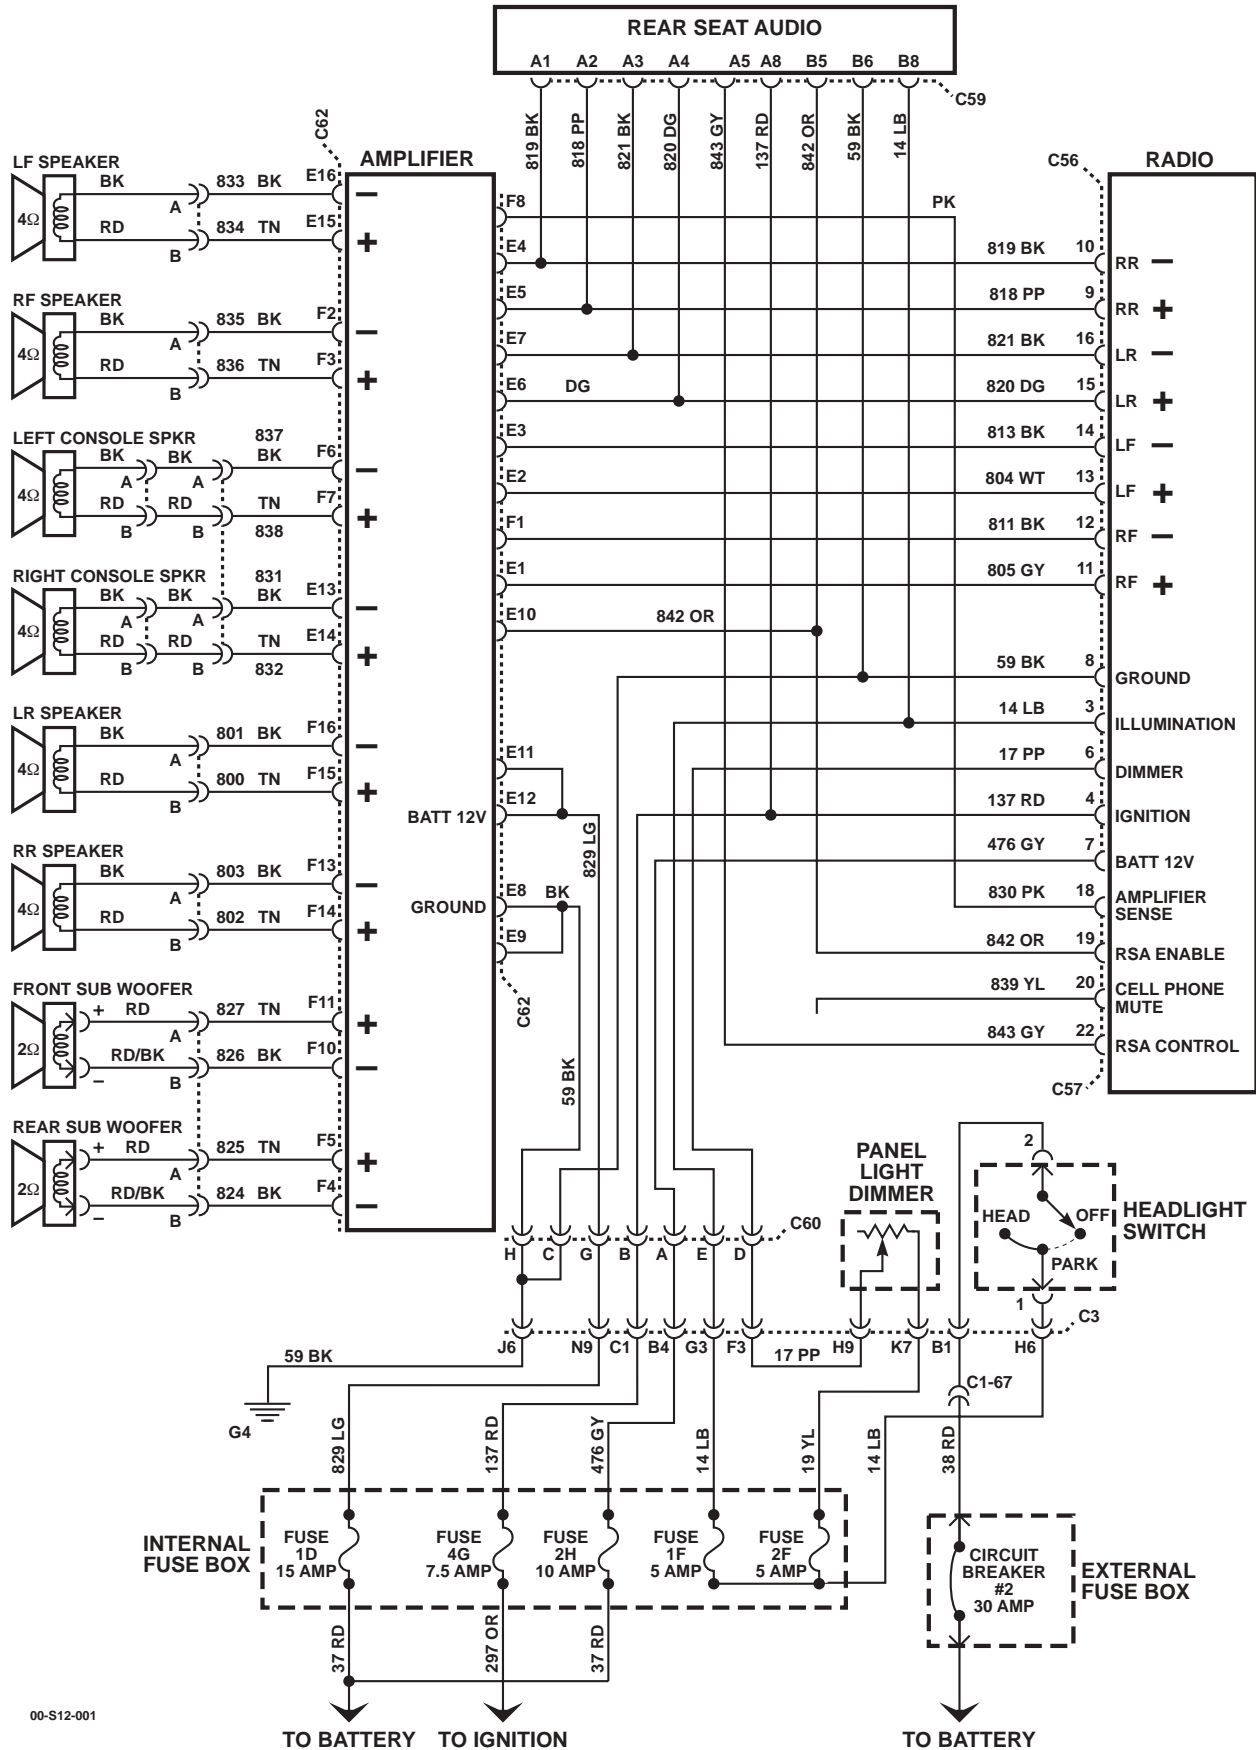 REAR SEAT AUDIO
A1 A2 A3 A4 A5 A8 B5 B6 B8
C59
819 BK
818 PP
821 BK
820 DG
843 GY
137 RD
842 OR
59 BK
14 LB
C62
AMPLIFIER
C56
RADIO
LF SPEAKER
4Ω
BK A 833 BK E16 −
RD B 834 TN E15 +
RF SPEAKER
4Ω
BK A 835 BK F2 −
RD B 836 TN F3 +
LEFT CONSOLE SPKR
4Ω
BK A BK A 837 BK F6 −
RD B RD B TN 838 F7 +
RIGHT CONSOLE SPKR
4Ω
BK A BK A 831 BK E13 −
RD B RD B TN 832 E14 +
LR SPEAKER
4Ω
BK A 801 BK F16 −
RD B 800 TN F15 +
RR SPEAKER
4Ω
BK A 803 BK F13 −
RD B 802 TN F14 +
FRONT SUB WOOFER
2Ω
+ RD A 827 TN F11 +
− RD/BK B 826 BK F10 −
REAR SUB WOOFER
2Ω
+ RD A 825 TN F5 +
− RD/BK B 824 BK F4 −
F8 PK
E4 819 BK 10 RR −
E5 818 PP 9 RR +
E7 821 BK 16 LR −
E6 DG 820 DG 15 LR +
E3 813 BK 14 LF −
E2 804 WT 13 LF +
F1 811 BK 12 RF −
E1 805 GY 11 RF +
E10 842 OR
59 BK 8 GROUND
14 LB 3 ILLUMINATION
E11
17 PP 6 DIMMER
BATT 12V E12
137 RD 4 IGNITION
829 LG
476 GY 7 BATT 12V
GROUND E8 BK
830 PK 18 AMPLIFIER
SENSE
E9
842 OR 19 RSA ENABLE
C62
839 YL 20 CELL PHONE
MUTE
843 GY 22 RSA CONTROL
C57
59 BK
PANEL
LIGHT
DIMMER
2
HEAD OFF
PARK
HEADLIGHT
SWITCH
1
C60
H C G B A E D
C3
J6 N9 C1 B4 G3 F3 H9 K7 B1 H6
59 BK
17 PP
C1-67
G4
829 LG
137 RD
476 GY
14 LB
19 YL
14 LB
38 RD
INTERNAL
FUSE BOX
FUSE
1D
15 AMP
FUSE
4G
7.5 AMP
FUSE
2H
10 AMP
FUSE
1F
5 AMP
FUSE
2F
5 AMP
CIRCUIT
BREAKER
#2
30 AMP
EXTERNAL
FUSE BOX
37 RD
297 OR
37 RD
00-S12-001
TO BATTERY
TO IGNITION
TO BATTERY